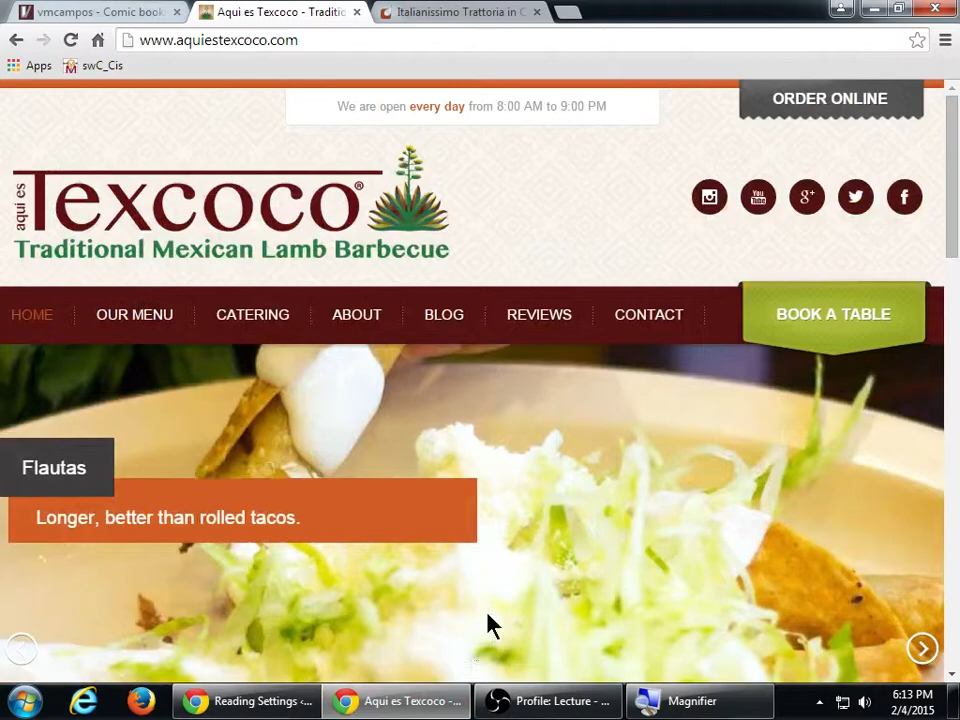 vmcampos - Comic book
Aqui es Texcoco - Traditio
Italianissimo Trattoria in C
www.aquiestexcoco.com
Apps
swC_Cis
We are open every day from 8:00 AM to 9:00 PM
ORDER ONLINE
aqui es
Texcoco®
Traditional Mexican Lamb Barbecue
You
Tube
g+
f
HOME
OUR MENU
CATERING
ABOUT
BLOG
REVIEWS
CONTACT
BOOK A TABLE
Flautas
Longer, better than rolled tacos.
Reading Settings ‹...
Aqui es Texcoco -...
Profile: Lecture - ...
Magnifier
6:13 PM
2/4/2015